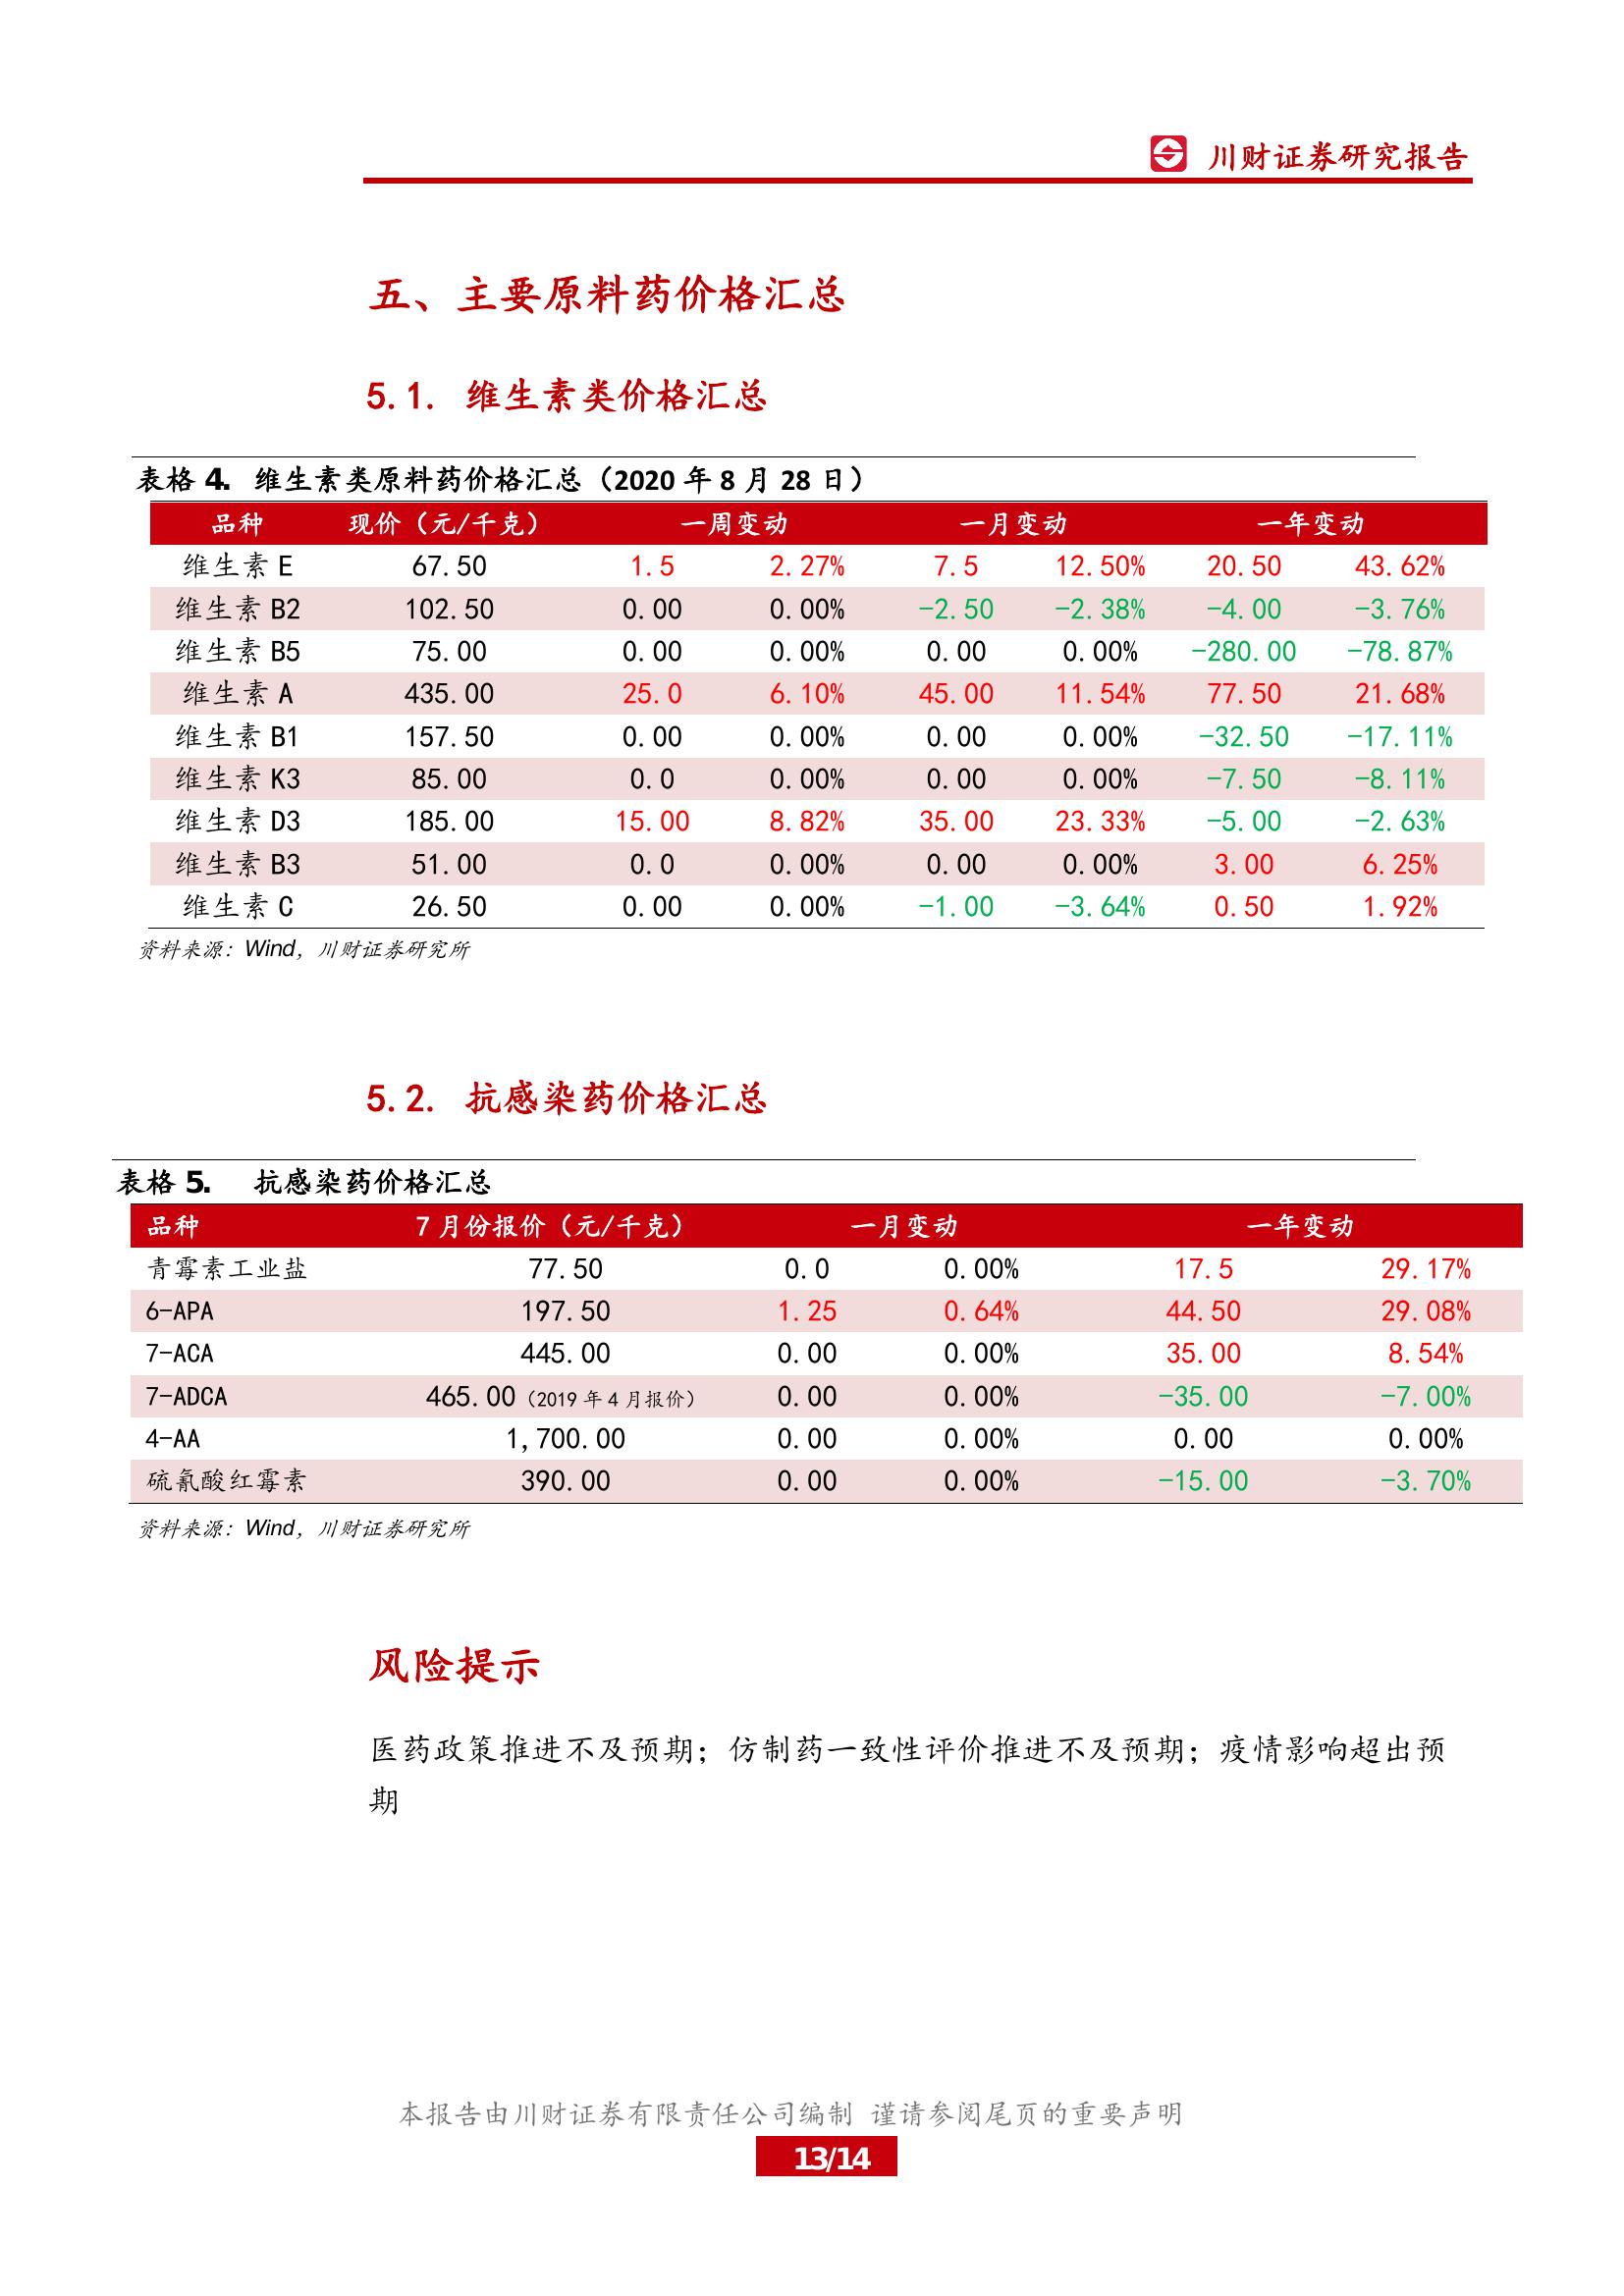 川财证券研究报告
五、主要原料药价格汇总
5.1. 维生素类价格汇总
表格 4. 维生素类原料药价格汇总（2020 年 8 月 28 日）
品种 现价（元/千克） 一周变动 一月变动 一年变动
维生素 E 67.50 1.5 2.27% 7.5 12.50% 20.50 43.62%
维生素 B2 102.50 0.00 0.00% -2.50 -2.38% -4.00 -3.76%
维生素 B5 75.00 0.00 0.00% 0.00 0.00% -280.00 -78.87%
维生素 A 435.00 25.0 6.10% 45.00 11.54% 77.50 21.68%
维生素 B1 157.50 0.00 0.00% 0.00 0.00% -32.50 -17.11%
维生素 K3 85.00 0.0 0.00% 0.00 0.00% -7.50 -8.11%
维生素 D3 185.00 15.00 8.82% 35.00 23.33% -5.00 -2.63%
维生素 B3 51.00 0.0 0.00% 0.00 0.00% 3.00 6.25%
维生素 C 26.50 0.00 0.00% -1.00 -3.64% 0.50 1.92%
资料来源：Wind，川财证券研究所
5.2. 抗感染药价格汇总
表格 5. 抗感染药价格汇总
品种 7 月份报价（元/千克） 一月变动 一年变动
青霉素工业盐 77.50 0.0 0.00% 17.5 29.17%
6-APA 197.50 1.25 0.64% 44.50 29.08%
7-ACA 445.00 0.00 0.00% 35.00 8.54%
7-ADCA 465.00（2019 年 4 月报价） 0.00 0.00% -35.00 -7.00%
4-AA 1,700.00 0.00 0.00% 0.00 0.00%
硫氰酸红霉素 390.00 0.00 0.00% -15.00 -3.70%
资料来源：Wind，川财证券研究所
风险提示
医药政策推进不及预期；仿制药一致性评价推进不及预期；疫情影响超出预
期
本报告由川财证券有限责任公司编制 谨请参阅尾页的重要声明
13/14